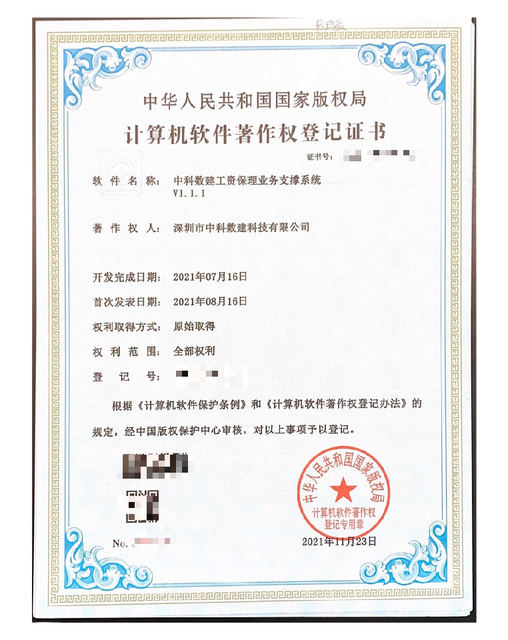 中华人民共和国国家版权局
计算机软件著作权登记证书
证书号:
软件名称: 中科数建工资保理业务支撑系统
V1.1.1
著作权人: 深圳市中科数建科技有限公司
开发完成日期: 2021年07月16日
首次发表日期: 2021年08月16日
权利取得方式: 原始取得
权利范围: 全部权利
登记号:
根据《计算机软件保护条例》和《计算机软件著作权登记办法》的
规定,经中国版权保护中心审核,对以上事项予以登记。
中华人民共和国国家版权局
计算机软件著作权
登记专用章
No.
2021年11月23日